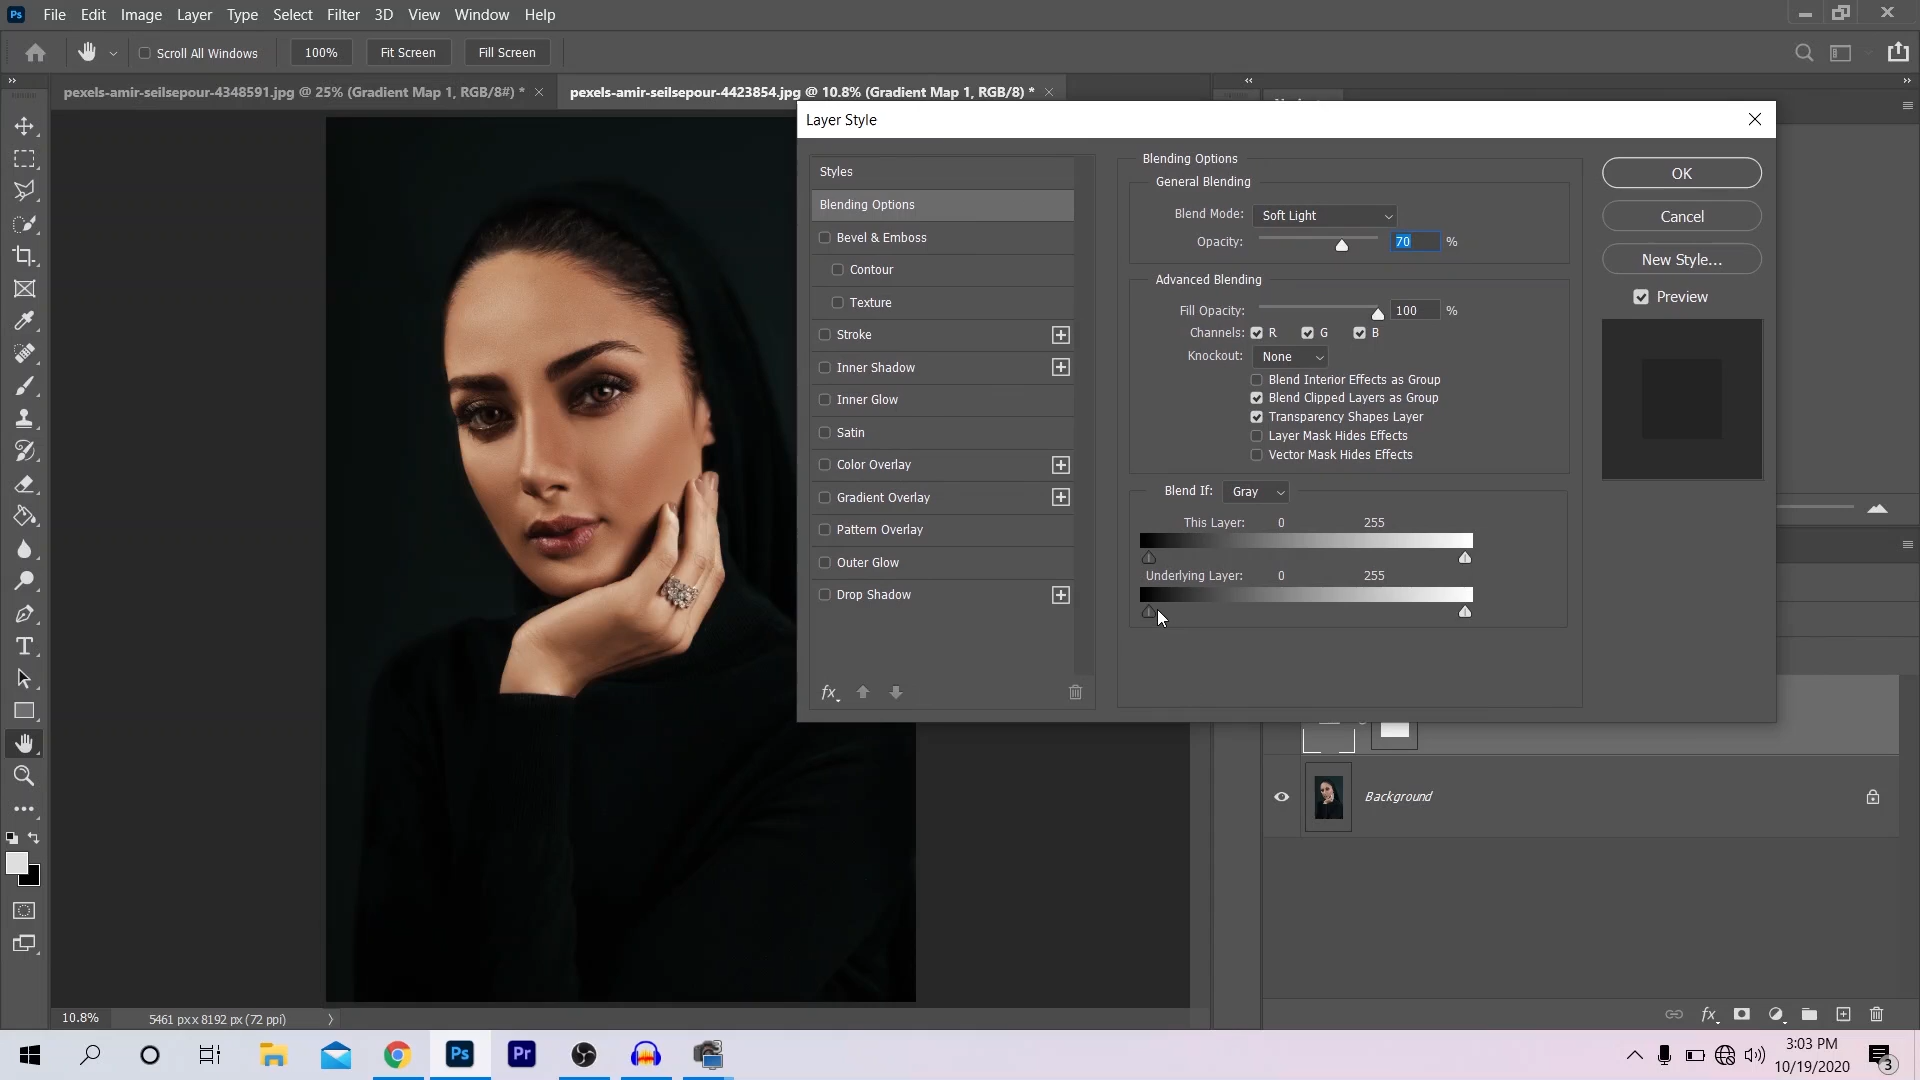 Ps File Edit Image Layer Type Select Filter 3D View Window Help
Scroll All Windows 100% Fit Screen Fill Screen
pexels-amir-seilsepour-4348591.jpg @ 25% (Gradient Map 1, RGB/8#) * ×
pexels-amir-seilsepour-4423854.jpg @ 10.8% (Gradient Map 1, RGB/8) * ×
Layer Style
Styles
Blending Options
Bevel & Emboss
Contour
Texture
Stroke
Inner Shadow
Inner Glow
Satin
Color Overlay
Gradient Overlay
Pattern Overlay
Outer Glow
Drop Shadow
fx
Blending Options
General Blending
Blend Mode: Soft Light
Opacity: 70 %
Advanced Blending
Fill Opacity: 100 %
Channels: R G B
Knockout: None
Blend Interior Effects as Group
Blend Clipped Layers as Group
Transparency Shapes Layer
Layer Mask Hides Effects
Vector Mask Hides Effects
Blend If: Gray
This Layer: 0 255
Underlying Layer: 0 255
OK
Cancel
New Style...
Preview
Background
T
fx
10.8% 5461 px x 8192 px (72 ppi)
Ps Pr
3:03 PM
10/19/2020
3